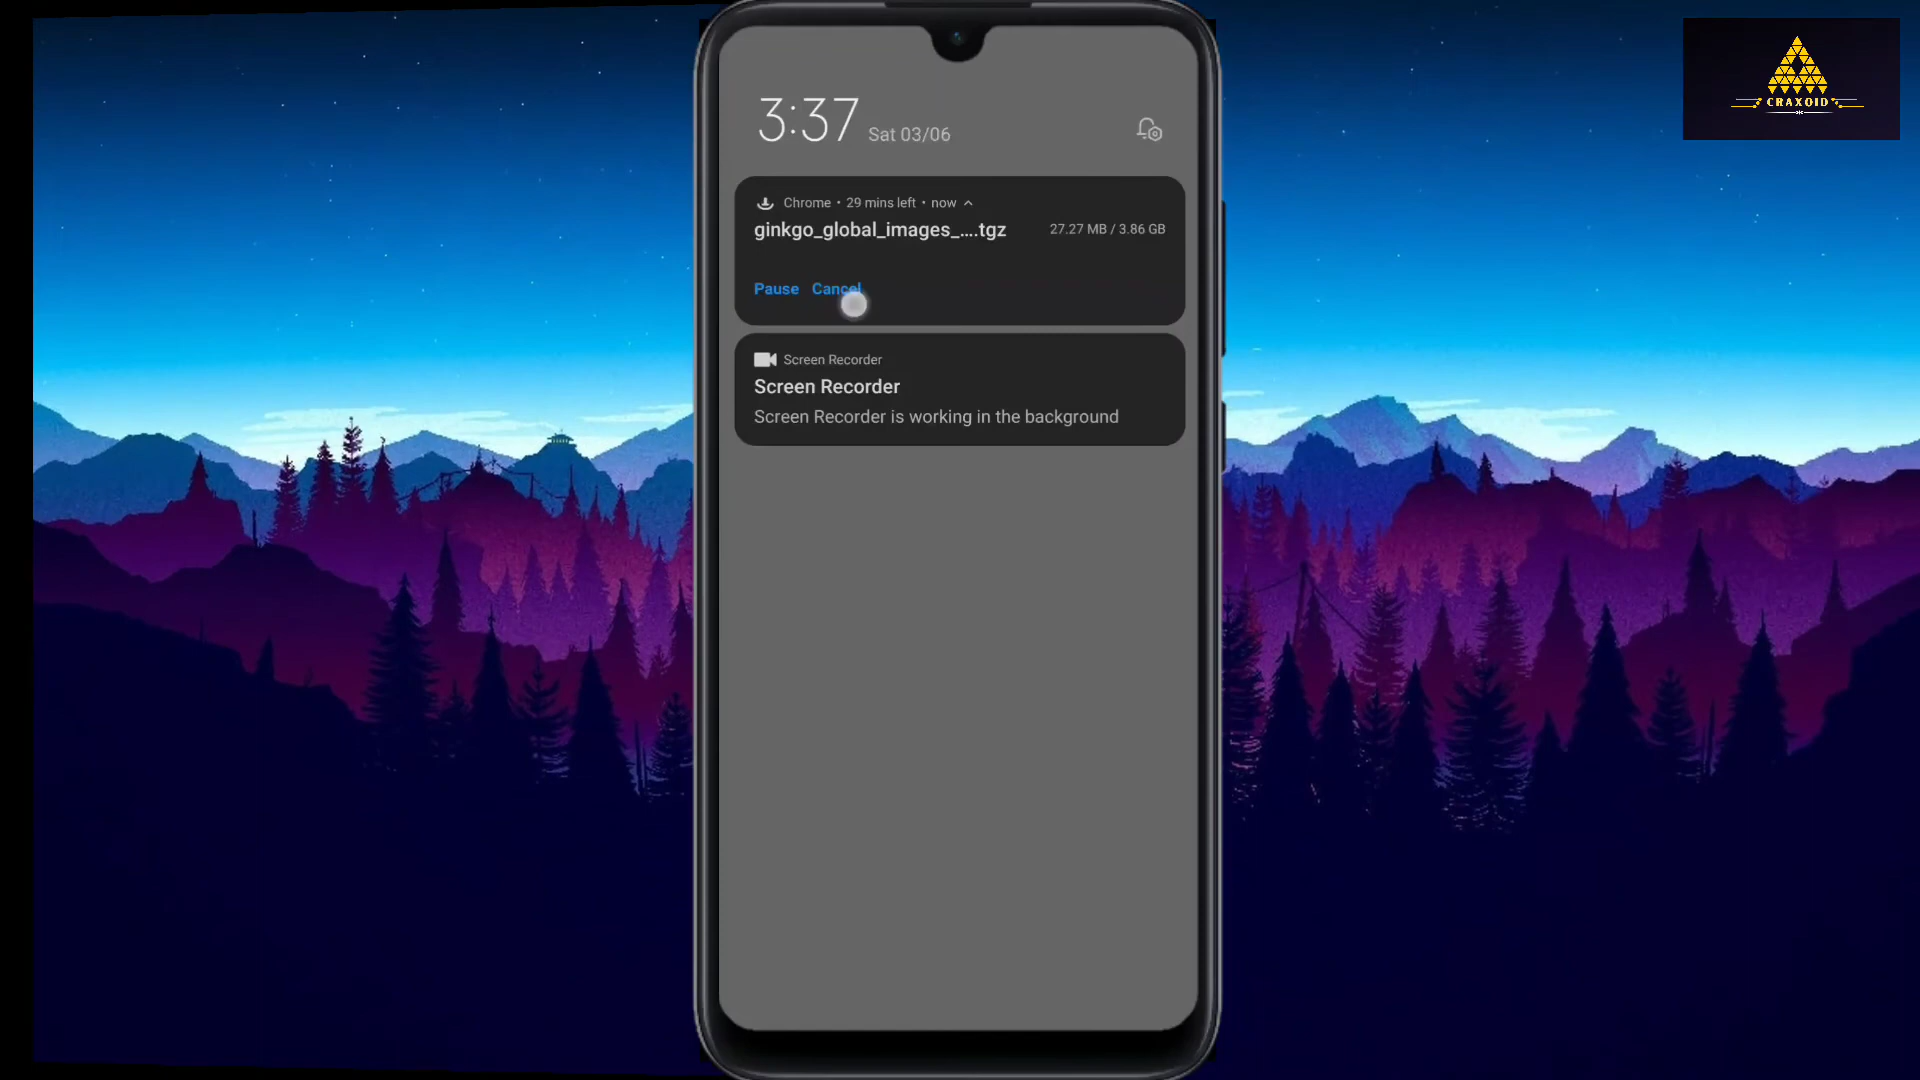 CRAXOID
3:37 Sat 03/06
Chrome • 29 mins left • now
ginkgo_global_images_....tgz 27.27 MB / 3.86 GB
Pause Cancel
Screen Recorder
Screen Recorder
Screen Recorder is working in the background